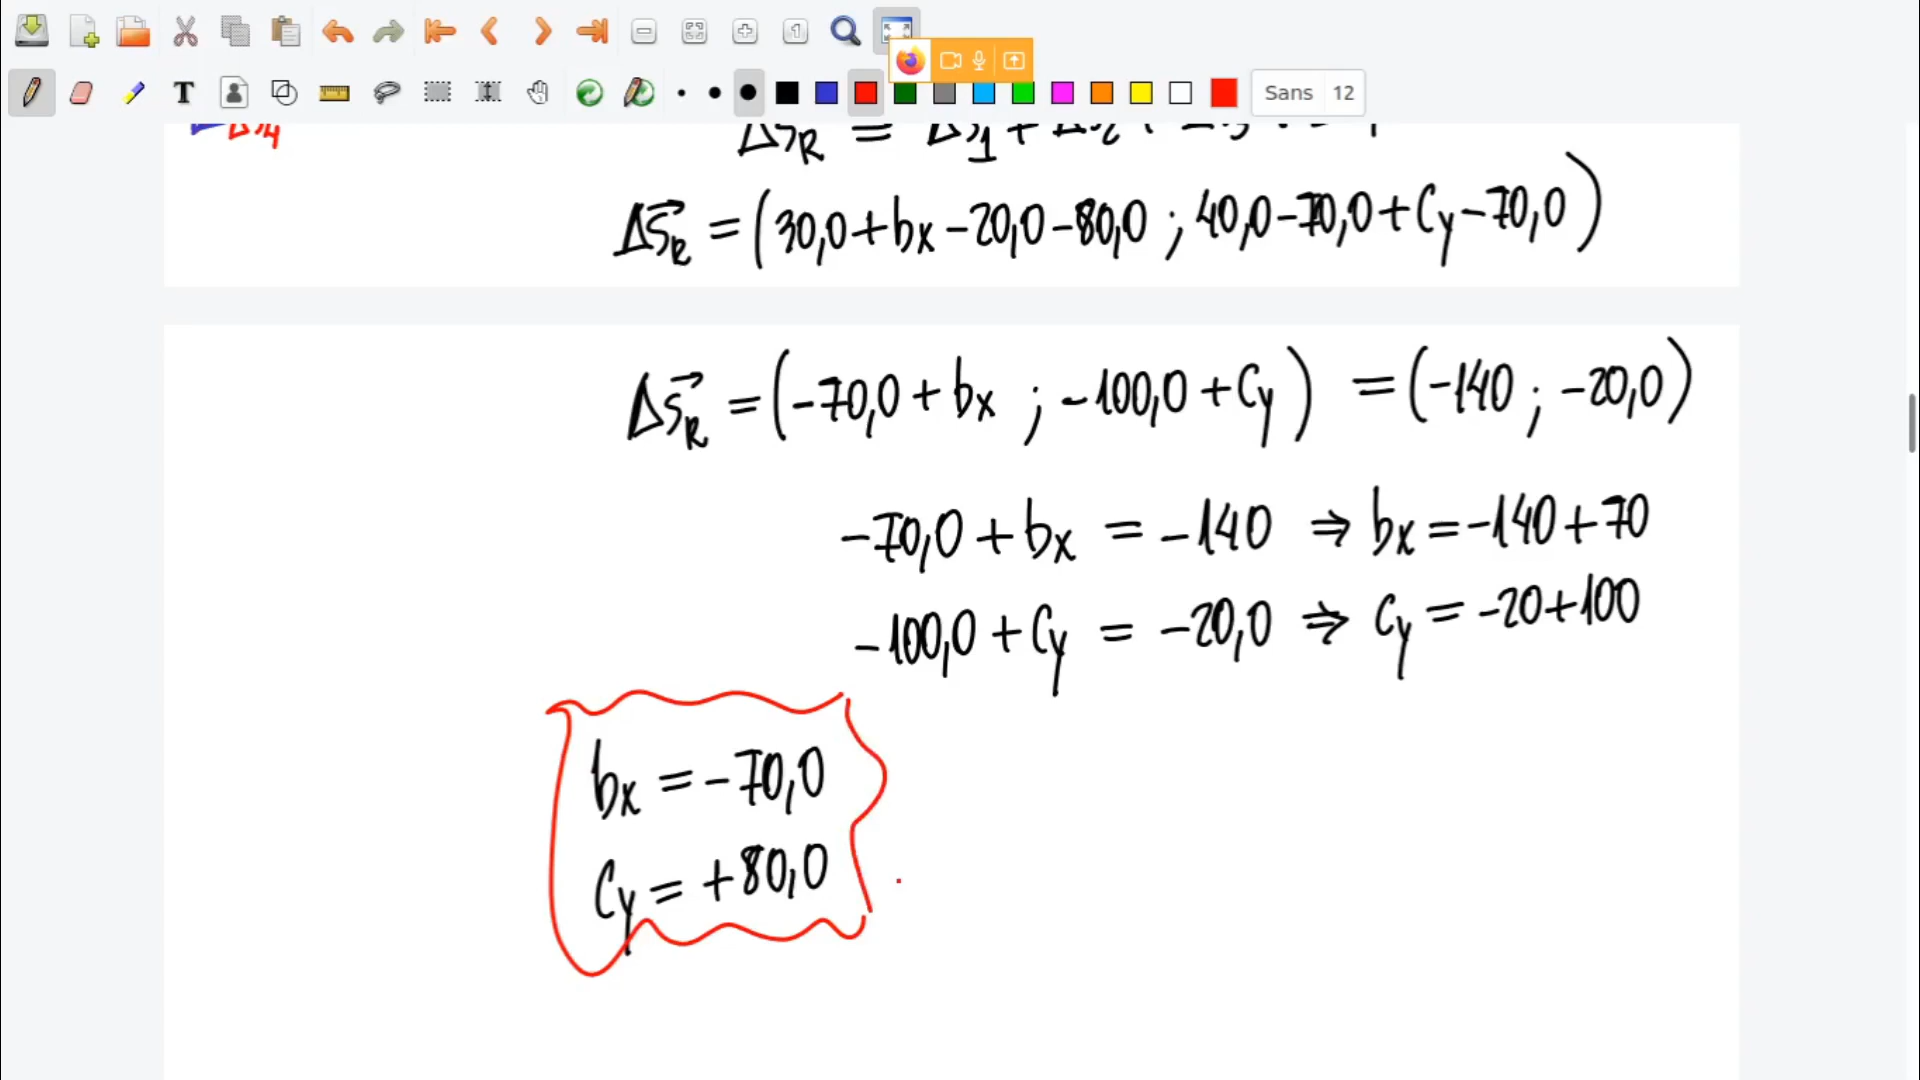 Sans 12
ΔS⃗R = (30,0+bx-20,0-80,0 ; 40,0-70,0+Cy-70,0)
ΔS⃗R = (-70,0+bx ; -100,0+Cy) = (-140 ; -20,0)
-70,0+bx = -140 ⇒ bx=-140+70
-100,0+Cy = -20,0 ⇒ Cy = -20+100
bx = -70,0
Cy = +80,0